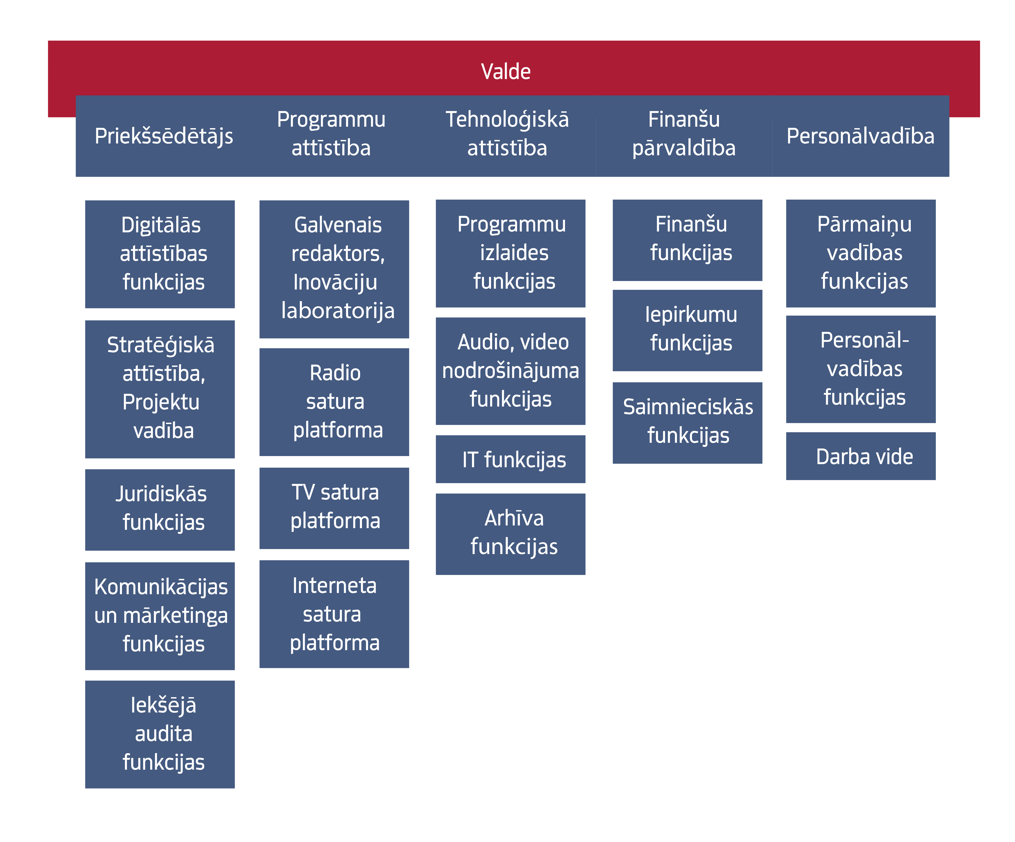 Valde
Priekšsēdētājs
Programmu
attīstība
Tehnoloģiskā
attīstība
Finanšu
pārvaldība
Personālvadība
Digitālās
attīstības
funkcijas
Stratēģiskā
attīstība,
Projektu
vadība
Juridiskās
funkcijas
Komunikācijas
un mārketinga
funkcijas
Iekšējā
audita
funkcijas
Galvenais
redaktors,
Inovāciju
laboratorija
Radio
satura
platforma
TV satura
platforma
Interneta
satura
platforma
Programmu
izlaides
funkcijas
Audio, video
nodrošinājuma
funkcijas
IT funkcijas
Arhīva
funkcijas
Finanšu
funkcijas
Iepirkumu
funkcijas
Saimnieciskās
funkcijas
Pārmaiņu
vadības
funkcijas
Personāl-
vadības
funkcijas
Darba vide